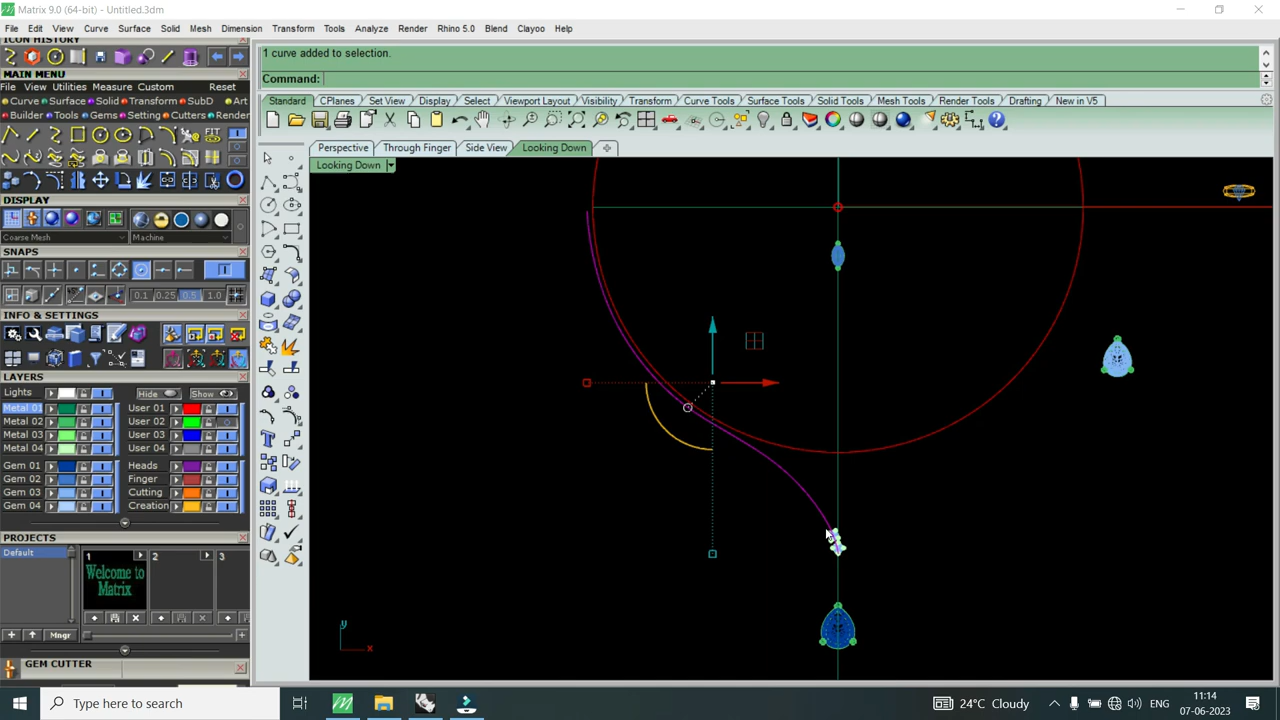 Matrix 9.0 (64-bit) - Untitled.3dm
File Edit View Curve Surface Solid Mesh Dimension Transform Tools Analyze Render Rhino 5.0 Blend Clayoo Help
ICON HISTORY
1 curve added to selection.
Command:
MAIN MENU
File View Utilities Measure Custom Reset
Curve Surface Solid Transform SubD Art
Builder Tools Gems Setting Cutters Render
Standard CPlanes Set View Display Select Viewport Layout Visibility Transform Curve Tools Surface Tools Solid Tools Mesh Tools Render Tools Drafting New in V5
Perspective Through Finger Side View Looking Down
Looking Down
DISPLAY
Coarse Mesh Machine
SNAPS
0.1 0.25 0.5 1.0
INFO & SETTINGS
LAYERS
Lights Hide Show
Metal 01 User 01
Metal 02 User 02
Metal 03 User 03
Metal 04 User 04
Gem 01 Heads
Gem 02 Finger
Gem 03 Cutting
Gem 04 Creation
PROJECTS
Default
1 2 3
Welcome to
Matrix
Mngr
GEM CUTTER
y
x
Type here to search
24°C Cloudy
ENG
11:14
07-06-2023